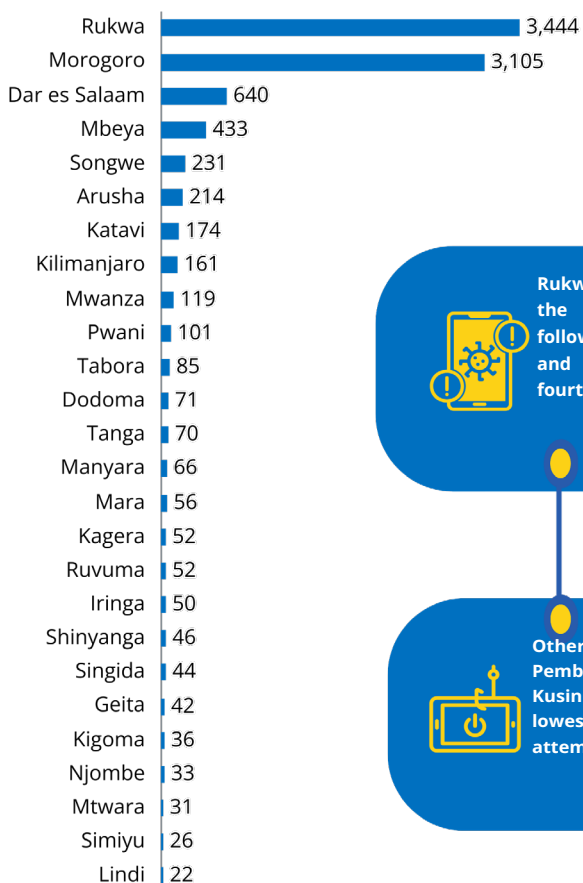 Rukwa 3,444
Morogoro 3,105
Dar es Salaam 640
Mbeya 433
Songwe 231
Arusha 214
Katavi 174
Kilimanjaro 161
Mwanza 119
Pwani 101
Tabora 85
Dodoma 71
Tanga 70
Manyara 66
Mara 56
Kagera 52
Ruvuma 52
Iringa 50
Shinyanga 46
Singida 44
Geita 42
Kigoma 36
Njombe 33
Mtwara 31
Simiyu 26
Lindi 22
the
and